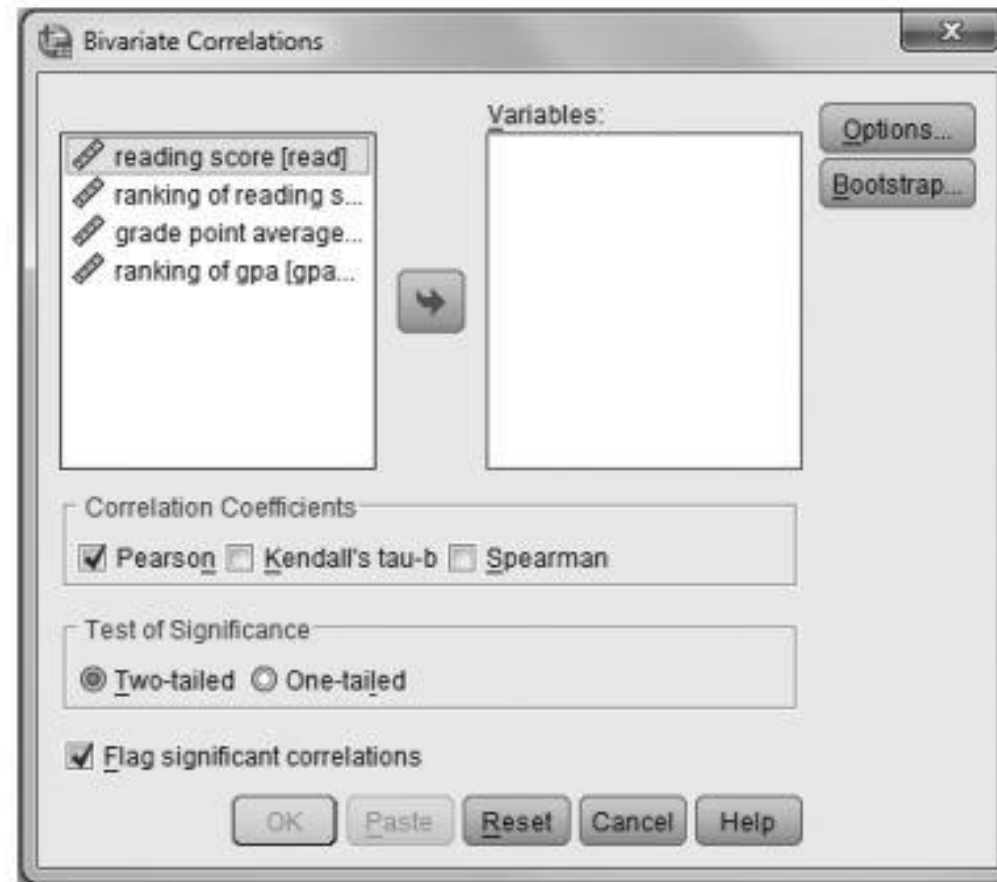 Bivariate Correlations
Variables:
reading score [read]
ranking of reading s...
grade point average...
ranking of gpa [gpa...
Options...
Bootstrap...
Correlation Coefficients
Pearson Kendall's tau-b Spearman
Test of Significance
Two-tailed One-tailed
Flag significant correlations
OK Paste Reset Cancel Help